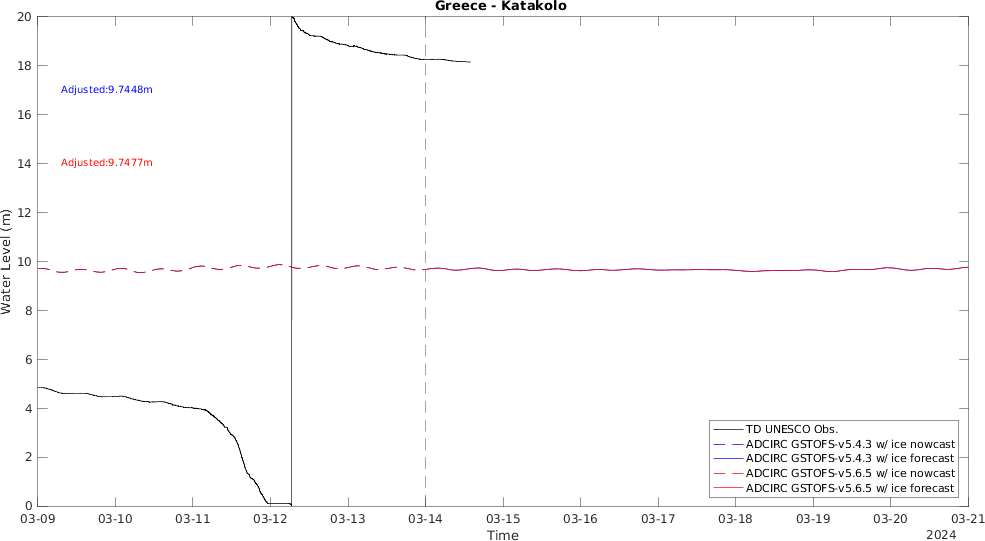 Greece - Katakolo
20
18
16
14
12
10
8
6
4
2
0
Water Level (m)
Adjusted:9.7448m
Adjusted:9.7477m
TD UNESCO Obs.
ADCIRC GSTOFS-v5.4.3 w/ ice nowcast
ADCIRC GSTOFS-v5.4.3 w/ ice forecast
ADCIRC GSTOFS-v5.6.5 w/ ice nowcast
ADCIRC GSTOFS-v5.6.5 w/ ice forecast
03-09 03-10 03-11 03-12 03-13 03-14 03-15 03-16 03-17 03-18 03-19 03-20 03-21
Time
2024